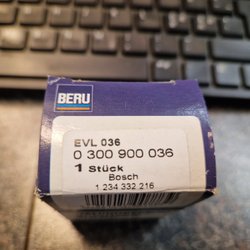 BERU
EVL 036
0 300 900 036
1 Stück
Bosch
1 234 332 216